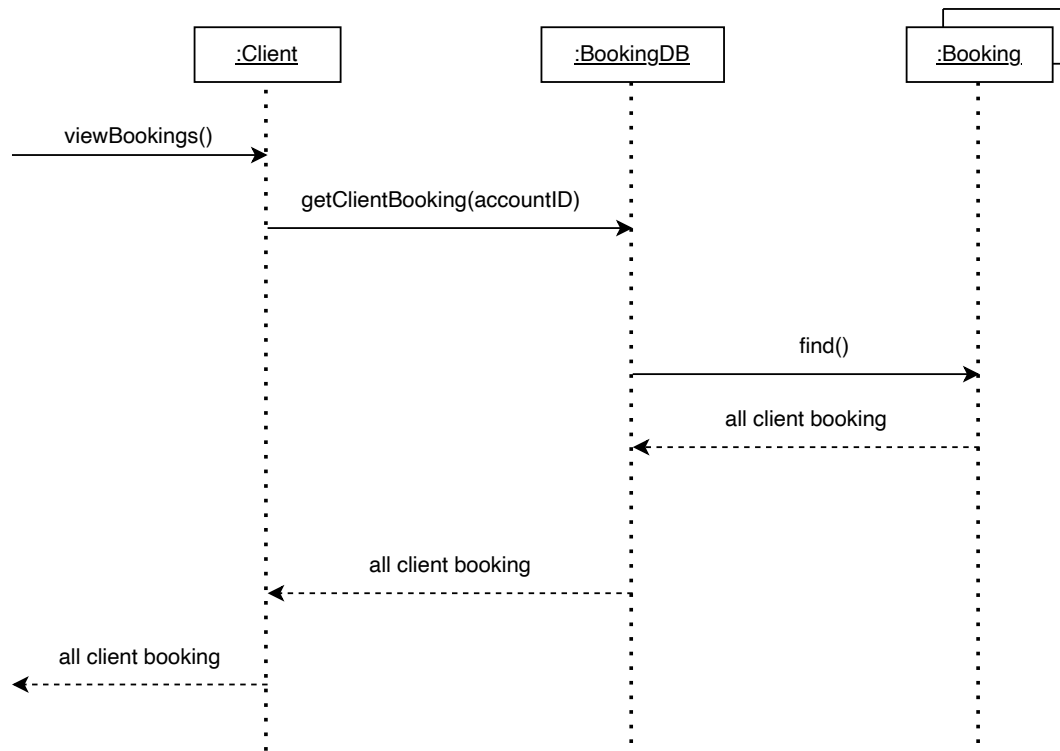 :Client
:BookingDB
:Booking
viewBookings()
getClientBooking(accountID)
find()
all client booking
all client booking
all client booking